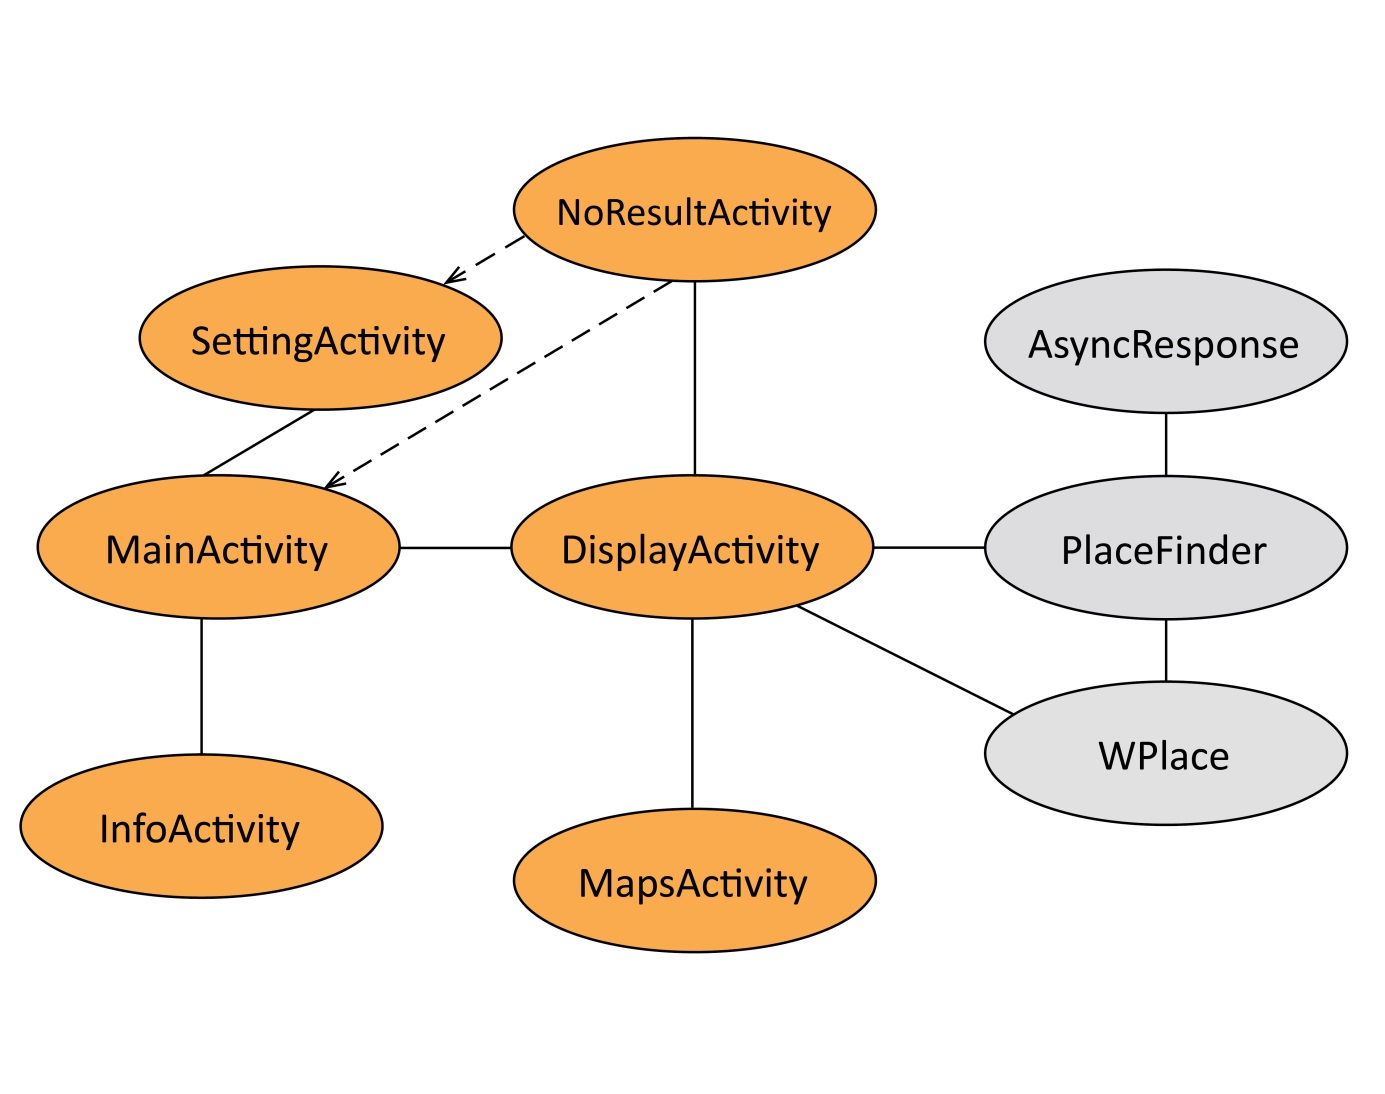 NoResultActivity
SettingActivity
AsyncResponse
MainActivity
DisplayActivity
PlaceFinder
WPlace
InfoActivity
MapsActivity